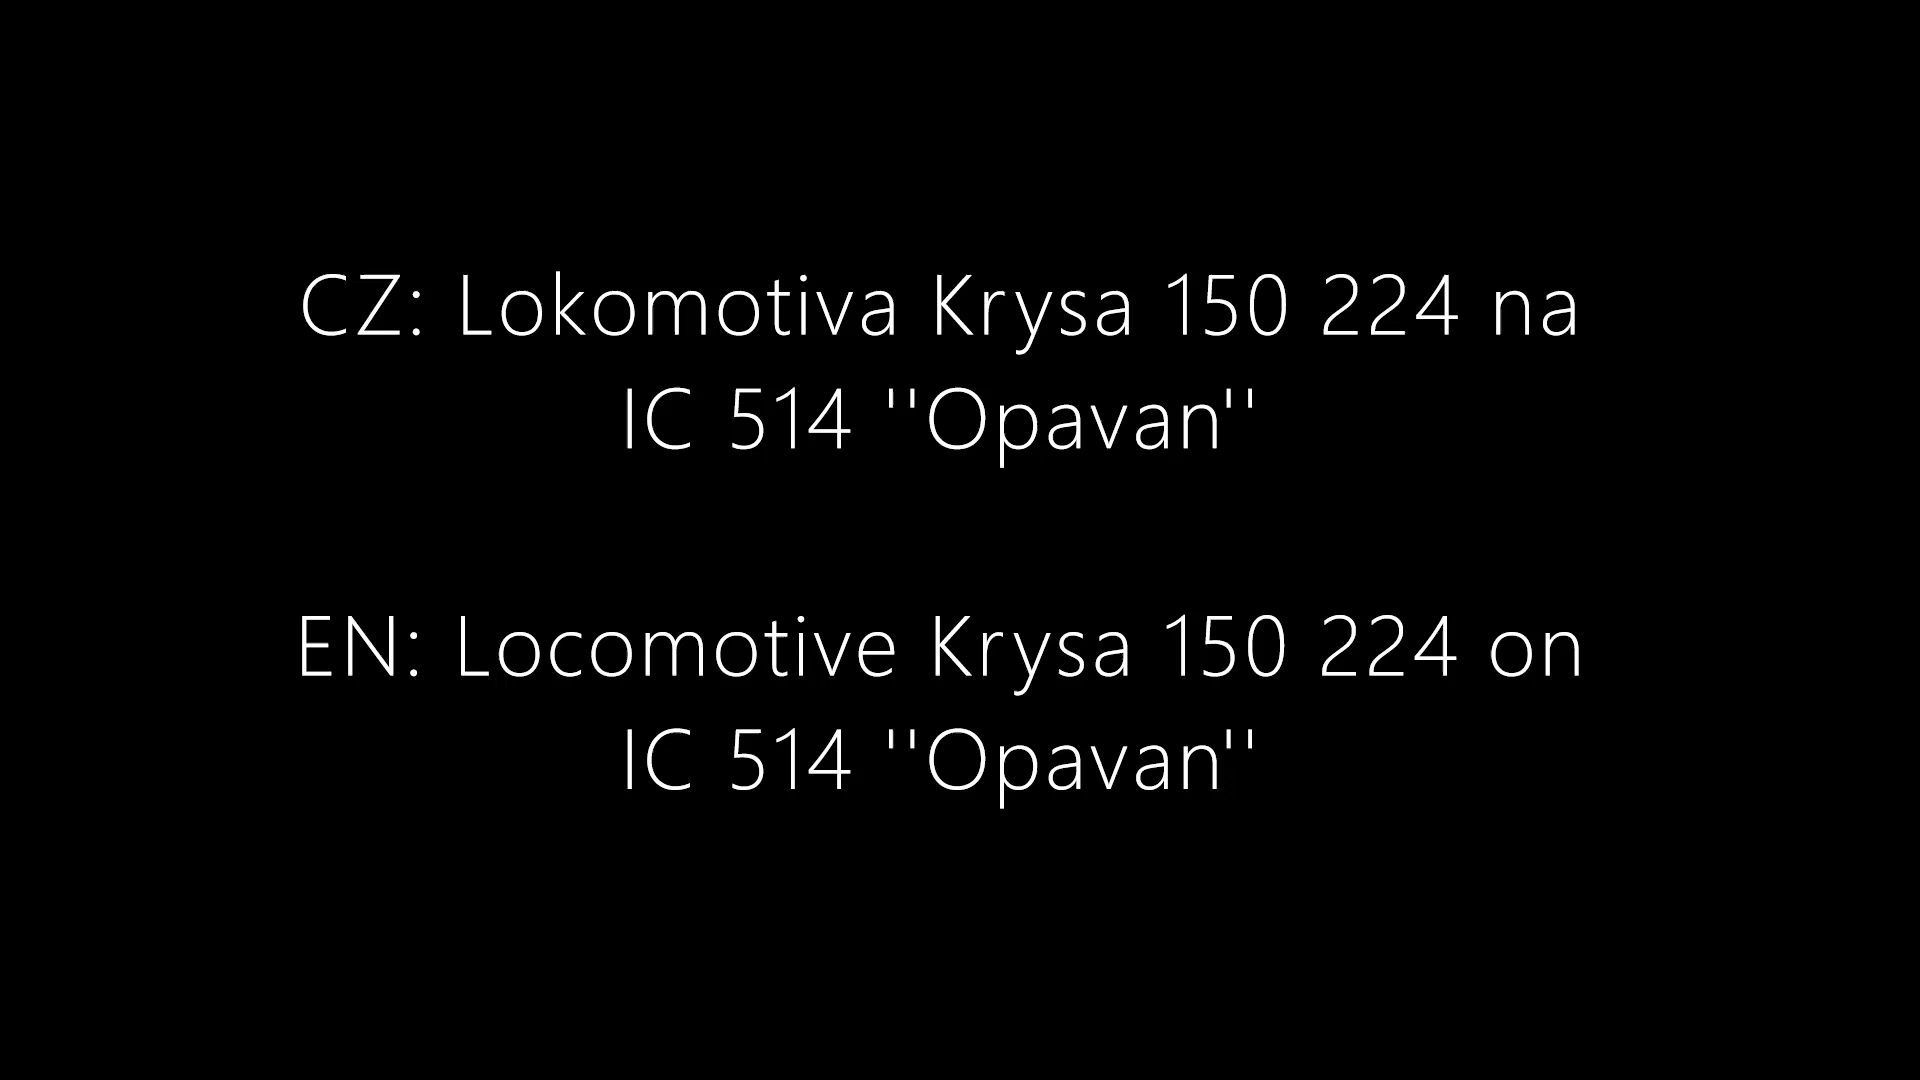 CZ: Lokomotiva Krysa 150 224 na
IC 514 ''Opavan''
EN: Locomotive Krysa 150 224 on
IC 514 ''Opavan''